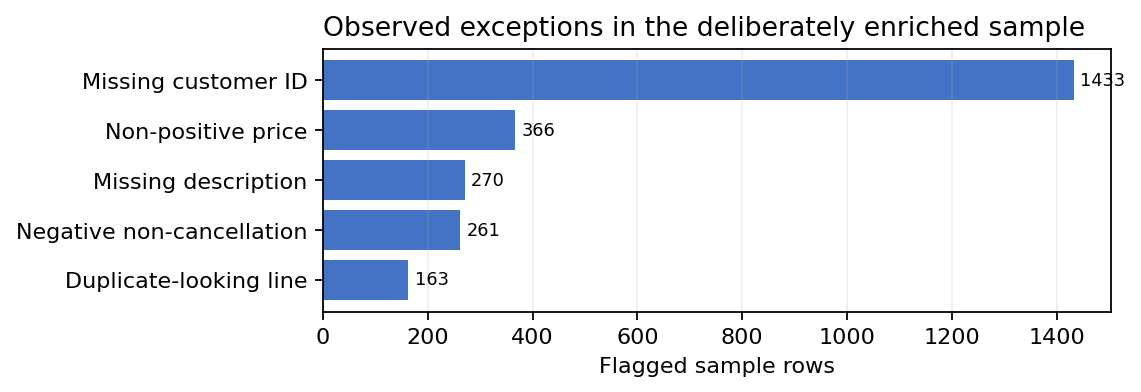 Observed exceptions in the deliberately enriched sample
Missing customer ID 1433
Non-positive price 366
Missing description 270
Negative non-cancellation 261
Duplicate-looking line 163
0 200 400 600 800 1000 1200 1400
Flagged sample rows